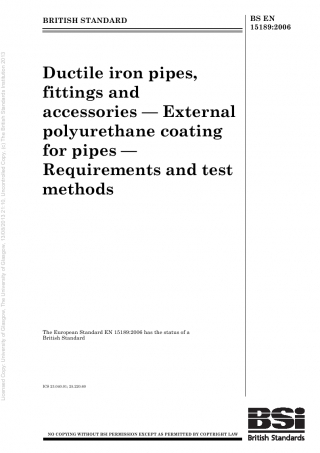 BRITISH STANDARD
BS EN
15189:2006
Ductile iron pipes,
fittings and
accessories — External
polyurethane coating
for pipes —
Requirements and test
methods
The European Standard EN 15189:2006 has the status of a
British Standard
ICS 23.040.10; 25.220.60
NO COPYING WITHOUT BSI PERMISSION EXCEPT AS PERMITTED BY COPYRIGHT LAW
BSi
British Standards
Licensed Copy: University of Glasgow, The University of Glasgow, 13/09/2013 21:10, Uncontrolled Copy, (c) The British Standards Institution 2013